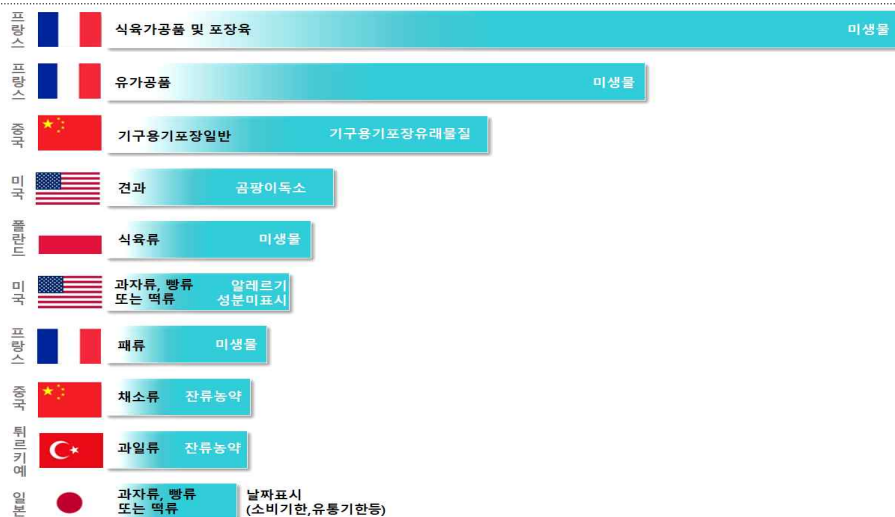 프랑스
식육가공품 및 포장육
미생물
프랑스
유가공품
미생물
중국
기구용기포장일반
기구용기포장유래물질
미국
견과
곰팡이독소
폴란드
식육류
미생물
미국
과자류, 빵류
또는 떡류
알레르기
성분미표시
프랑스
패류
미생물
중국
채소류
잔류농약
튀르키예
과일류
잔류농약
일본
과자류, 빵류
또는 떡류
날짜표시
(소비기한,유통기한등)